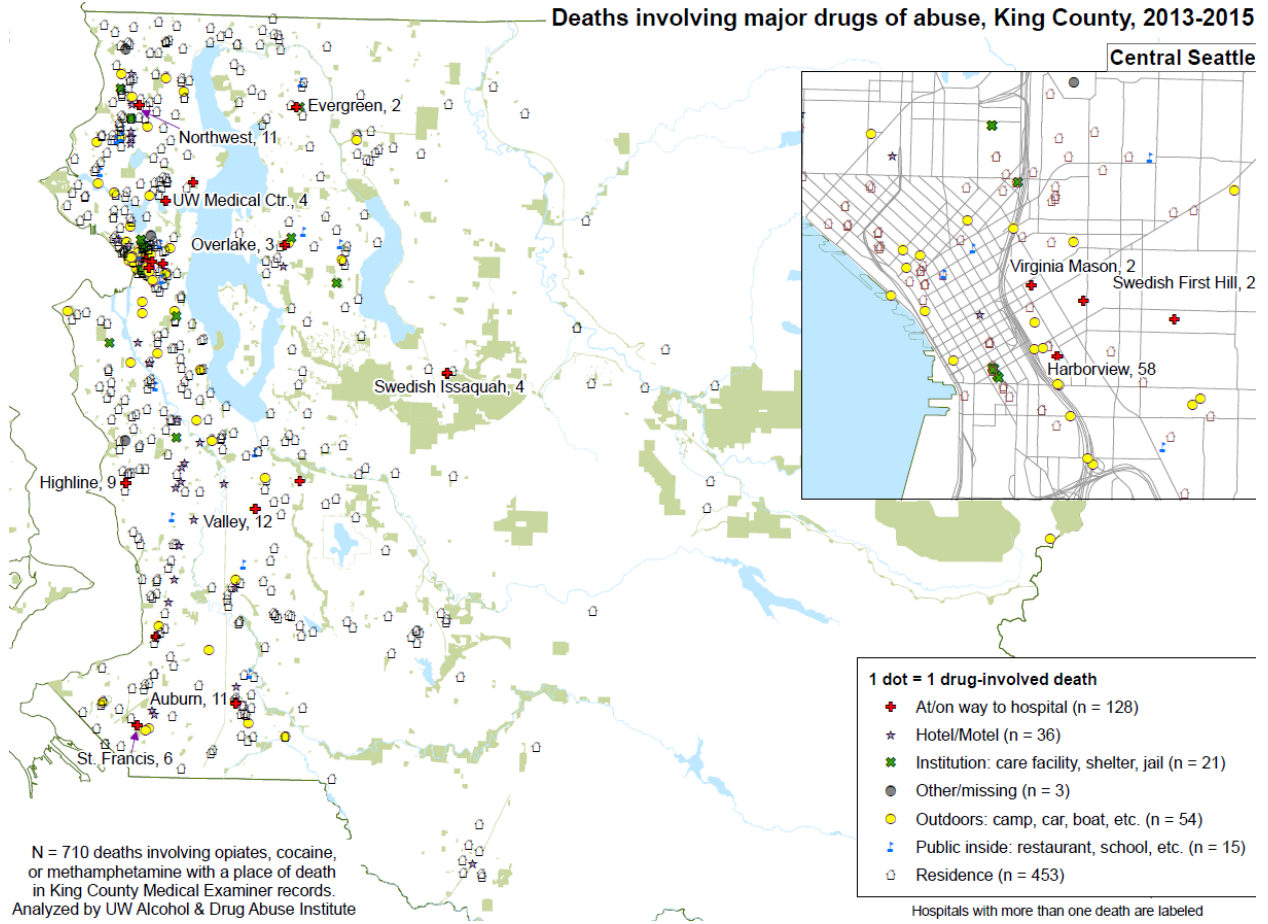 Deaths involving major drugs of abuse, King County, 2013-2015
Central Seattle
Evergreen, 2
Northwest, 11
UW Medical Ctr., 4
Overlake, 3
Virginia Mason, 2
Swedish First Hill, 2
Harborview, 58
Swedish Issaquah, 4
Highline, 9
Valley, 12
Auburn, 11
St. Francis, 6
1 dot = 1 drug-involved death
At/on way to hospital (n = 128)
Hotel/Motel (n = 36)
Institution: care facility, shelter, jail (n = 21)
Other/missing (n = 3)
Outdoors: camp, car, boat, etc. (n = 54)
Public inside: restaurant, school, etc. (n = 15)
Residence (n = 453)
N = 710 deaths involving opiates, cocaine,
or methamphetamine with a place of death
in King County Medical Examiner records.
Analyzed by UW Alcohol & Drug Abuse Institute
Hospitals with more than one death are labeled